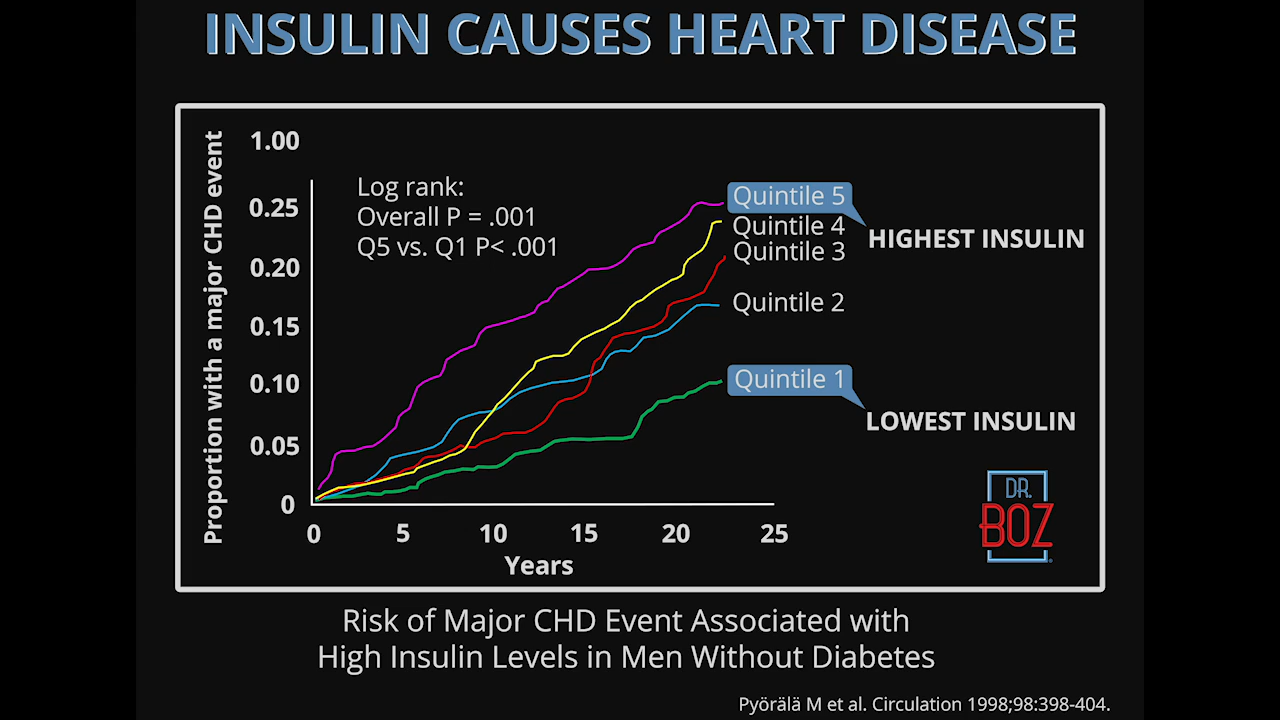 INSULIN CAUSES HEART DISEASE
Proportion with a major CHD event
1.00
0.25
0.20
0.15
0.10
0.05
0
Log rank:
Overall P = .001
Q5 vs. Q1 P< .001
Quintile 5
Quintile 4
HIGHEST INSULIN
Quintile 3
Quintile 2
Quintile 1
LOWEST INSULIN
DR.
BOZ
0 5 10 15 20 25
Years
Risk of Major CHD Event Associated with
High Insulin Levels in Men Without Diabetes
Pyörälä M et al. Circulation 1998;98:398-404.